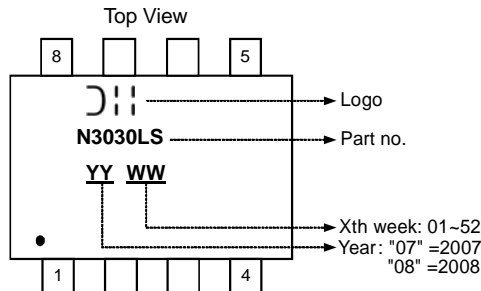 Top View
8 5
Logo
N3030LS Part no.
YY WW
Xth week: 01~52
Year: "07" =2007
"08" =2008
1 4